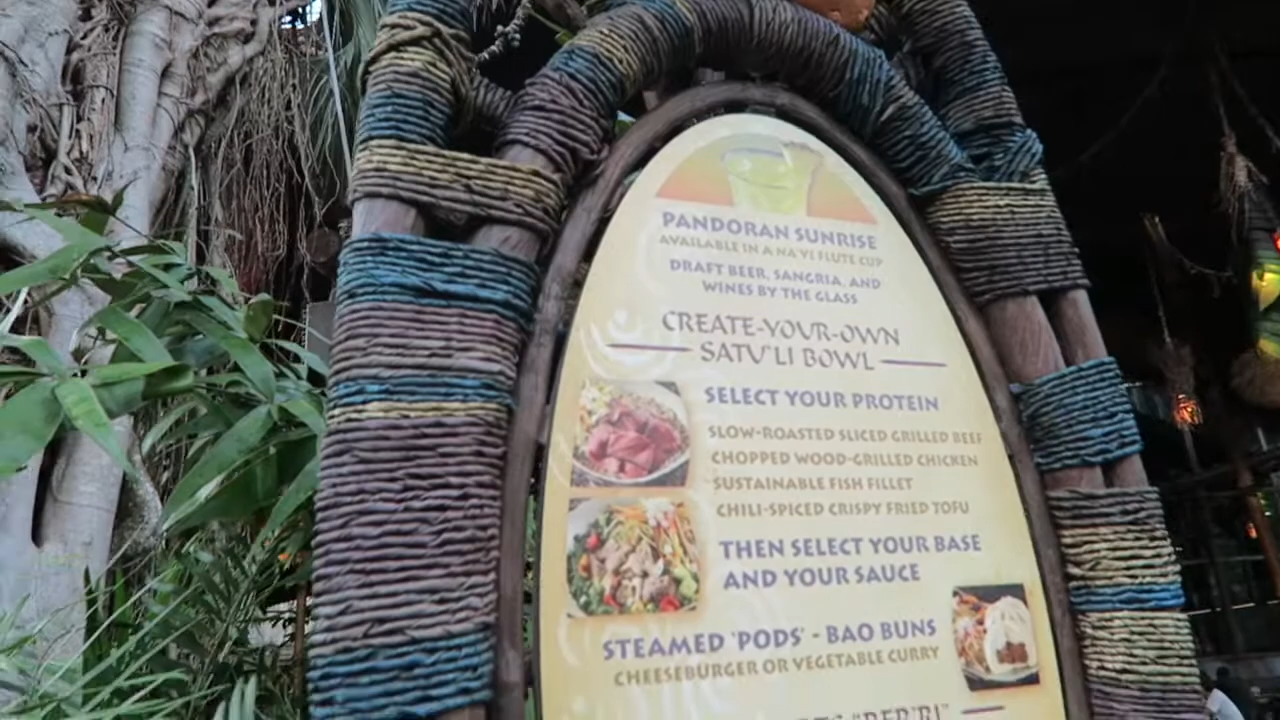 PANDORAN SUNRISE
AVAILABLE IN A NA'VI FLUTE CUP
DRAFT BEER, SANGRIA, AND
WINES BY THE GLASS
CREATE-YOUR-OWN
SATU'LI BOWL
SELECT YOUR PROTEIN
SLOW-ROASTED SLICED GRILLED BEEF
CHOPPED WOOD-GRILLED CHICKEN
SUSTAINABLE FISH FILLET
CHILI-SPICED CRISPY FRIED TOFU
THEN SELECT YOUR BASE
AND YOUR SAUCE
STEAMED 'PODS' - BAO BUNS
CHEESEBURGER OR VEGETABLE CURRY